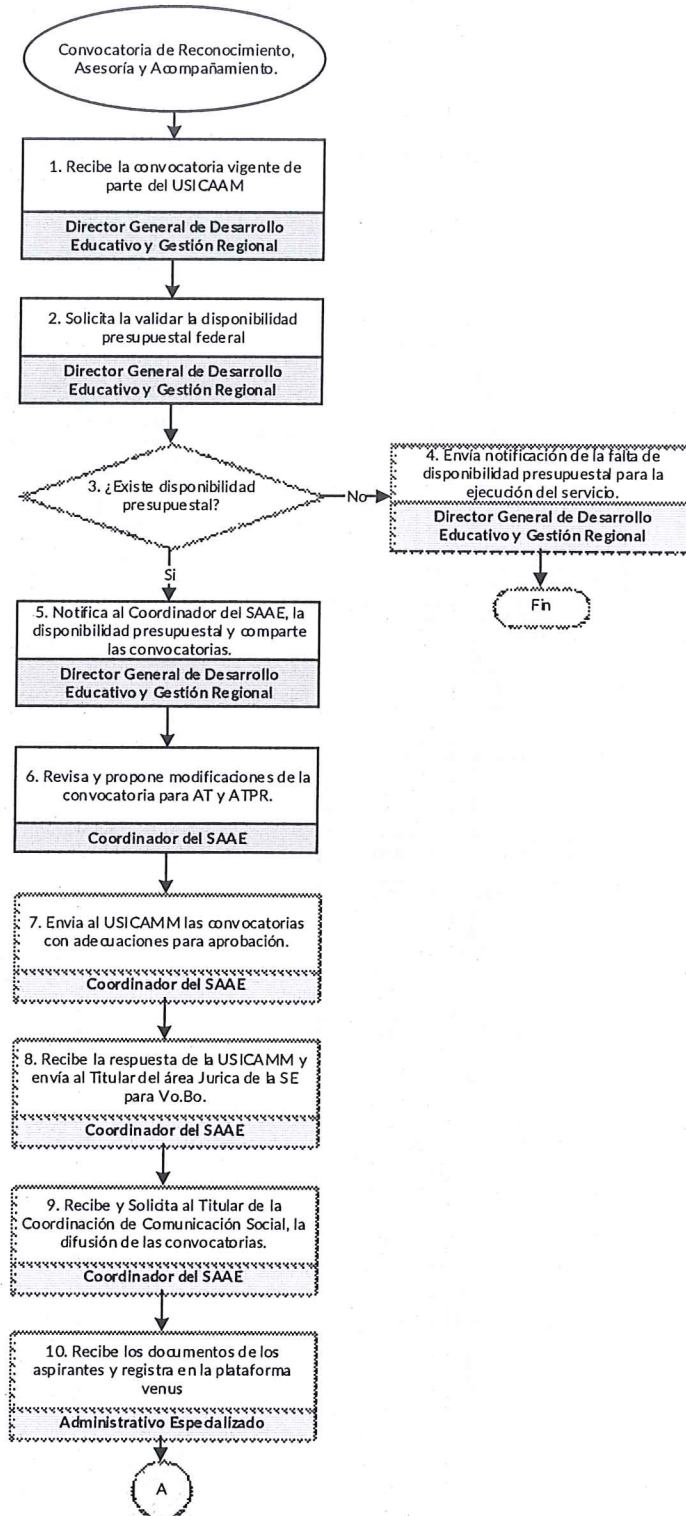 Convocatoria de Reconocimiento,
Asesoría y Acompañamiento.
1. Recibe la convocatoria vigente de
parte del USICAAM
Director General de Desarrollo
Educativo y Gestión Regional
2. Solicita la validar la disponibilidad
presupuestal federal
Director General de Desarrollo
Educativo y Gestión Regional
3. ¿Existe disponibilidad
presupuestal?
No
4. Envía notificación de la falta de
disponibilidad presupuestal para la
ejecución del servicio.
Director General de Desarrollo
Educativo y Gestión Regional
Fin
Si
5. Notifica al Coordinador del SAAE, la
disponibilidad presupuestal y comparte
las convocatorias.
Director General de Desarrollo
Educativo y Gestión Regional
6. Revisa y propone modificaciones de la
convocatoria para AT y ATPR.
Coordinador del SAAE
7. Envia al USICAMM las convocatorias
con adecuaciones para aprobación.
Coordinador del SAAE
8. Recibe la respuesta de la USICAMM y
envía al Titular del área Jurica de la SE
para Vo.Bo.
Coordinador del SAAE
9. Recibe y Solicita al Titular de la
Coordinación de Comunicación Social, la
difusión de las convocatorias.
Coordinador del SAAE
10. Recibe los documentos de los
aspirantes y registra en la plataforma
venus
Administrativo Especializado
A